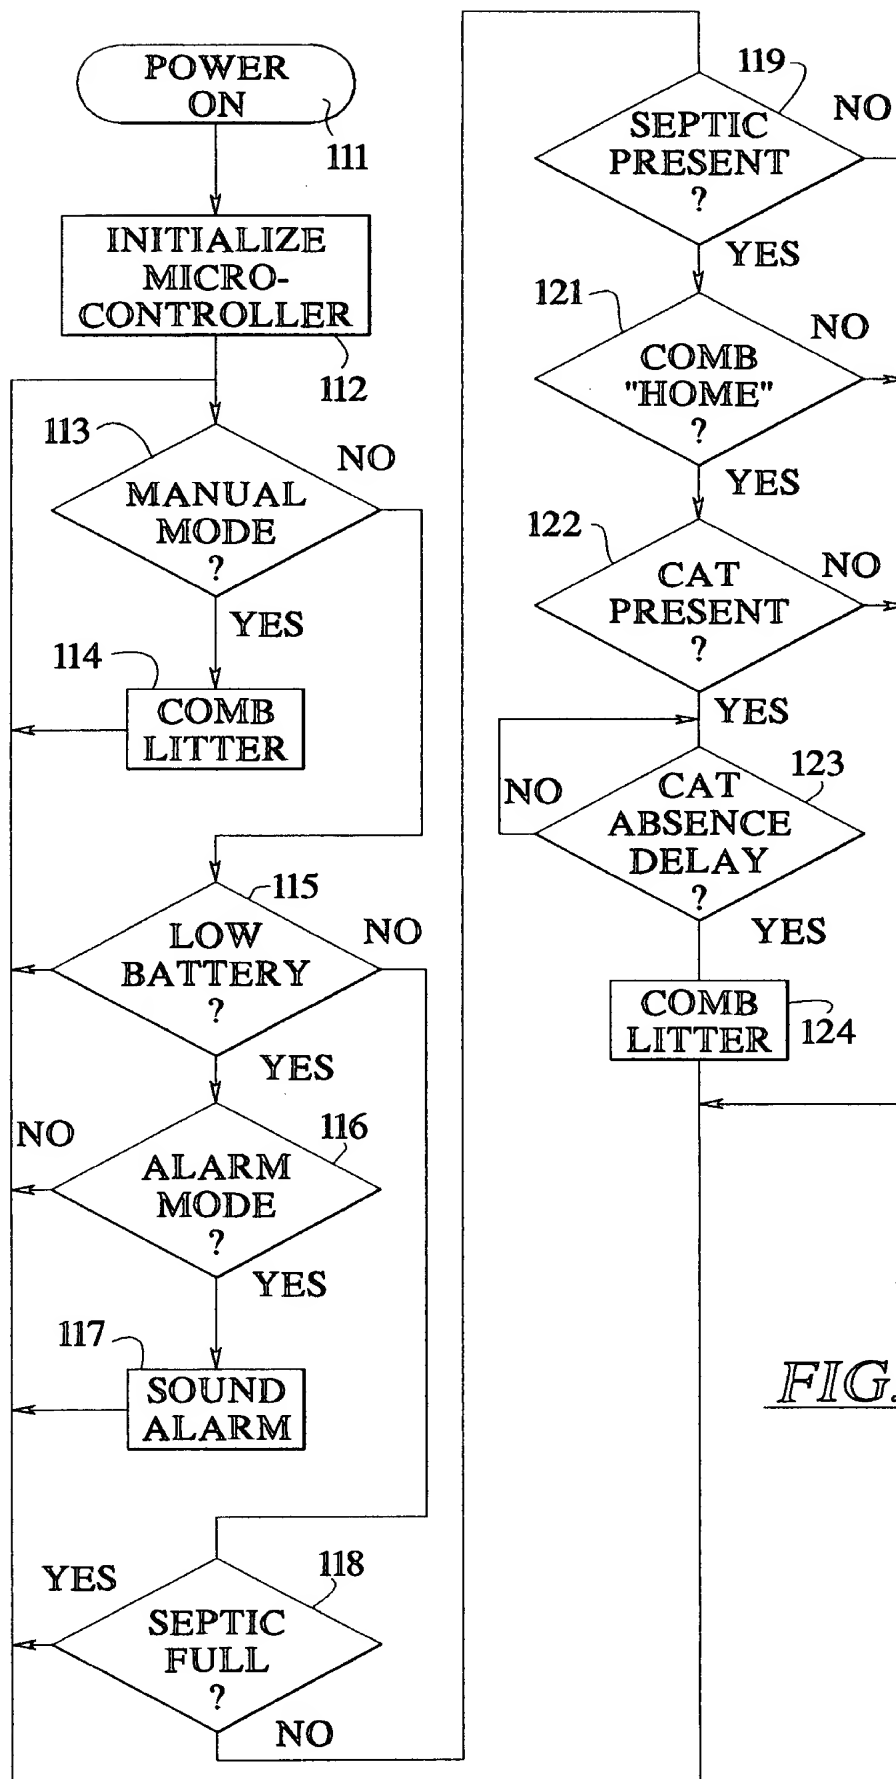 POWER
ON
111
INITIALIZE
MICRO-
CONTROLLER
112
113
NO
MANUAL
MODE
?
YES
114
COMB
LITTER
115
LOW
BATTERY
?
NO
YES
NO
116
ALARM
MODE
?
YES
117
SOUND
ALARM
YES
118
SEPTIC
FULL
?
NO
119
NO
SEPTIC
PRESENT
?
YES
121
NO
COMB
"HOME"
?
YES
122
NO
CAT
PRESENT
?
YES
123
NO
CAT
ABSENCE
DELAY
?
YES
COMB
LITTER
124
FIG.